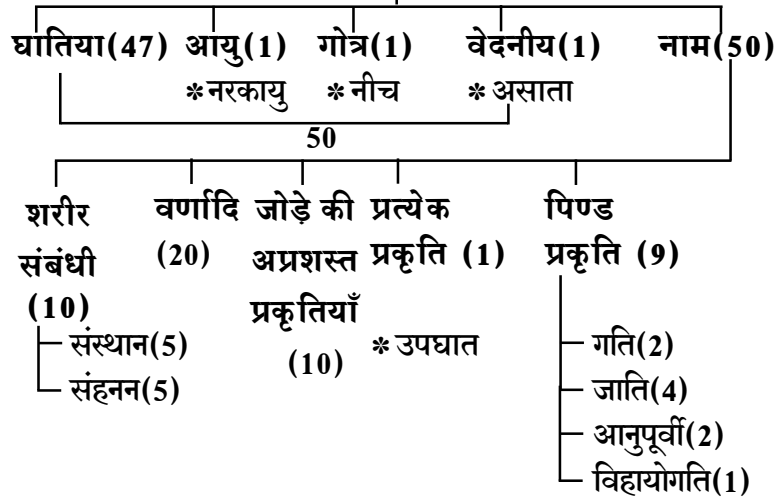 घातिया(47) आयु(1) गोत्र(1) वेदनीय(1) नाम(50)
*नरकायु *नीच *असाता
50
शरीर वर्णादि जोड़े की प्रत्येक पिण्ड
संबंधी (20) अप्रशस्त प्रकृति (1) प्रकृति (9)
(10) प्रकृतियाँ
संस्थान(5) (10) *उपघात गति(2)
संहनन(5) जाति(4)
आनुपूर्वी(2)
विहायोगति(1)